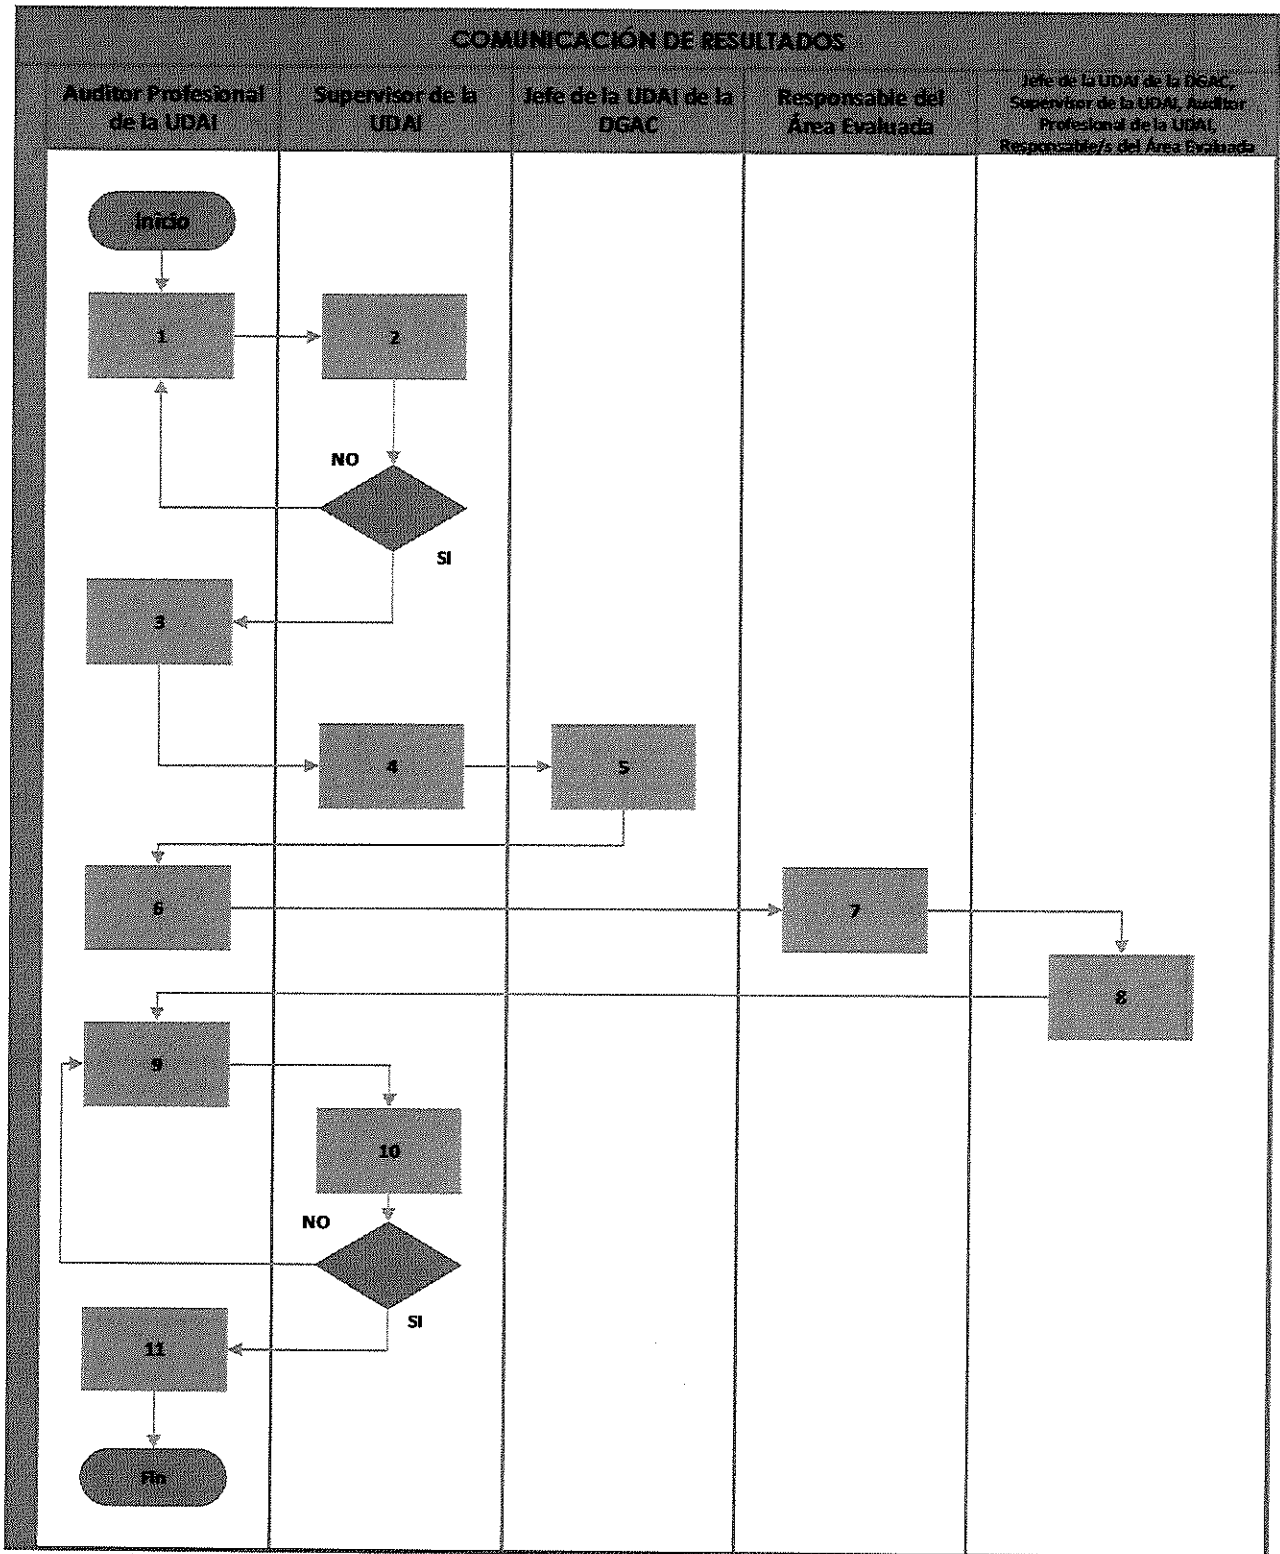 COMUNICACIÓN DE RESULTADOS
Auditor Profesional
de la UDAI
Supervisor de la
UDAI
Jefe de la UDAI de la
DGAC
Responsable del
Área Evaluada
Jefe de la UDAI de la DGAC,
Supervisor de la UDAI, Auditor
Profesional de la UDAI,
Responsable/s del Área Evaluada
Inicio
1
2
NO
SI
3
4
5
6
7
8
9
10
NO
SI
11
Fin